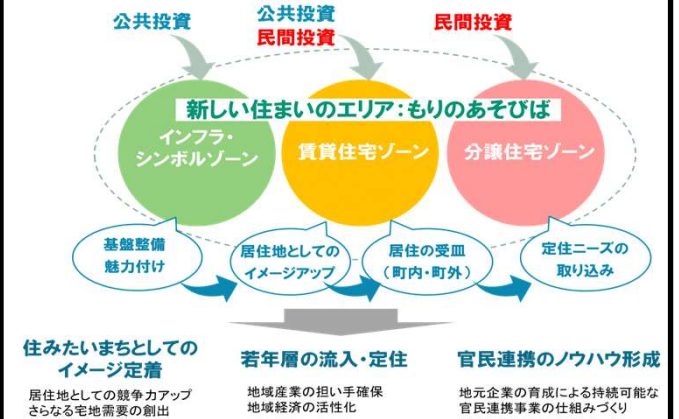 公共投資
公共投資
民間投資
民間投資
新しい住まいのエリア：もりのあそびば
インフラ・
シンボルゾーン
賃貸住宅ゾーン
分譲住宅ゾーン
基盤整備
魅力付け
居住地としての
イメージアップ
居住の受皿
（町内・町外）
定住ニーズの
取り込み
住みたいまちとしての
イメージ定着
居住地としての競争力アップ
さらなる宅地需要の創出
若年層の流入・定住
地域産業の担い手確保
地域経済の活性化
官民連携のノウハウ形成
地元企業の育成による持続可能な
官民連携事業の仕組みづくり